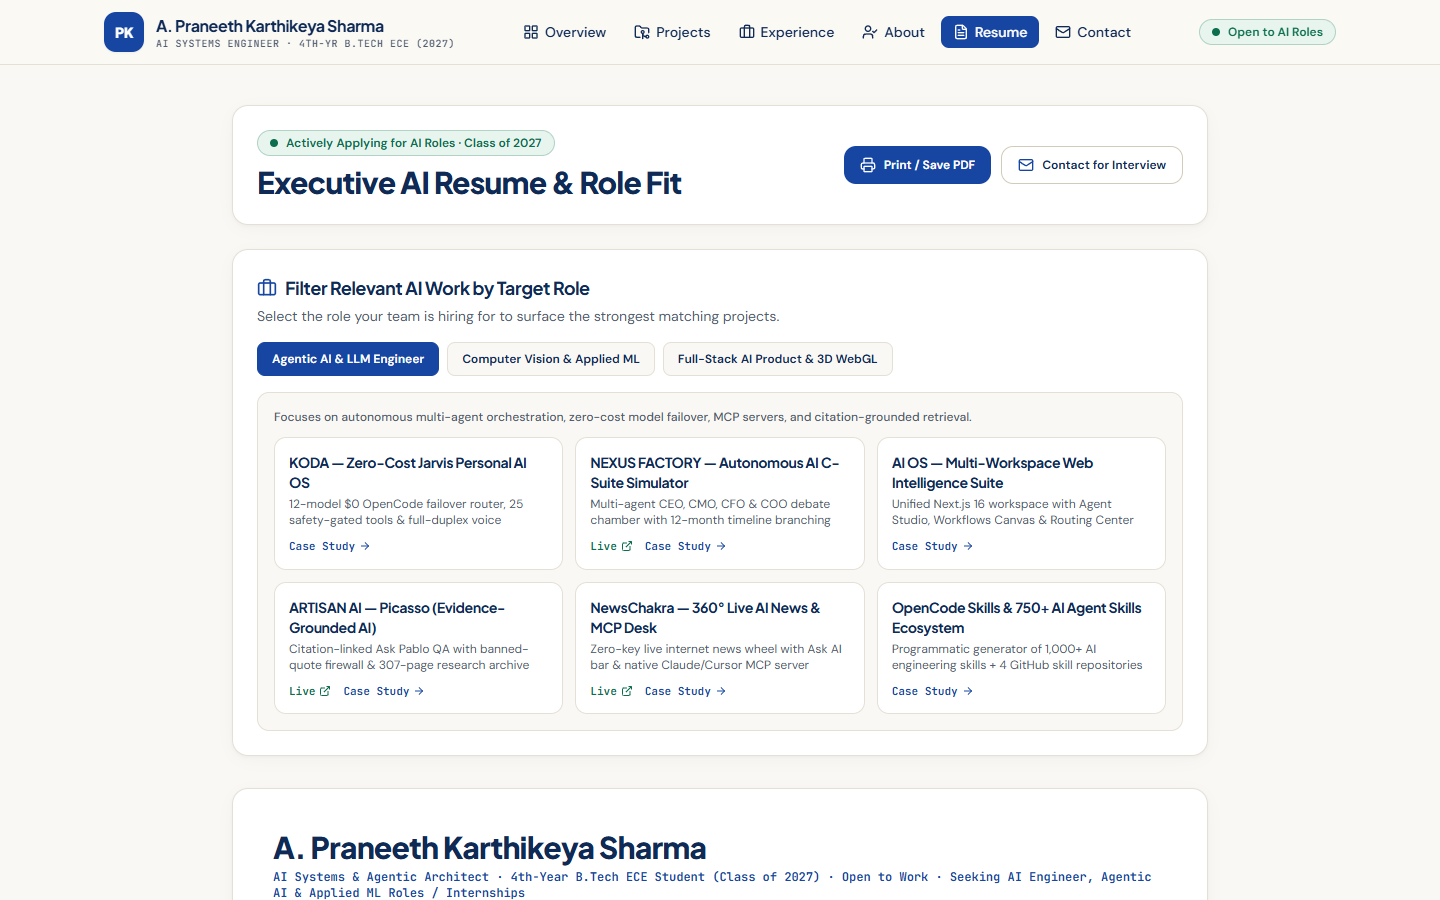 PK
A. Praneeth Karthikeya Sharma
AI SYSTEMS ENGINEER · 4TH-YR B.TECH ECE (2027)
Overview
Projects
Experience
About
Resume
Contact
Open to AI Roles
Actively Applying for AI Roles · Class of 2027
Executive AI Resume & Role Fit
Print / Save PDF
Contact for Interview
Filter Relevant AI Work by Target Role
Select the role your team is hiring for to surface the strongest matching projects.
Agentic AI & LLM Engineer
Computer Vision & Applied ML
Full-Stack AI Product & 3D WebGL
Focuses on autonomous multi-agent orchestration, zero-cost model failover, MCP servers, and citation-grounded retrieval.
KODA — Zero-Cost Jarvis Personal AI
OS
12-model $0 OpenCode failover router, 25
safety-gated tools & full-duplex voice
Case Study →
NEXUS FACTORY — Autonomous AI C-
Suite Simulator
Multi-agent CEO, CMO, CFO & COO debate
chamber with 12-month timeline branching
Live Case Study →
AI OS — Multi-Workspace Web
Intelligence Suite
Unified Next.js 16 workspace with Agent
Studio, Workflows Canvas & Routing Center
Case Study →
ARTISAN AI — Picasso (Evidence-
Grounded AI)
Citation-linked Ask Pablo QA with banned-
quote firewall & 307-page research archive
Live Case Study →
NewsChakra — 360° Live AI News &
MCP Desk
Zero-key live internet news wheel with Ask AI
bar & native Claude/Cursor MCP server
Live Case Study →
OpenCode Skills & 750+ AI Agent Skills
Ecosystem
Programmatic generator of 1,000+ AI
engineering skills + 4 GitHub skill repositories
Case Study →
A. Praneeth Karthikeya Sharma
AI Systems & Agentic Architect · 4th-Year B.Tech ECE Student (Class of 2027) · Open to Work · Seeking AI Engineer, Agentic
AI & Applied ML Roles / Internships